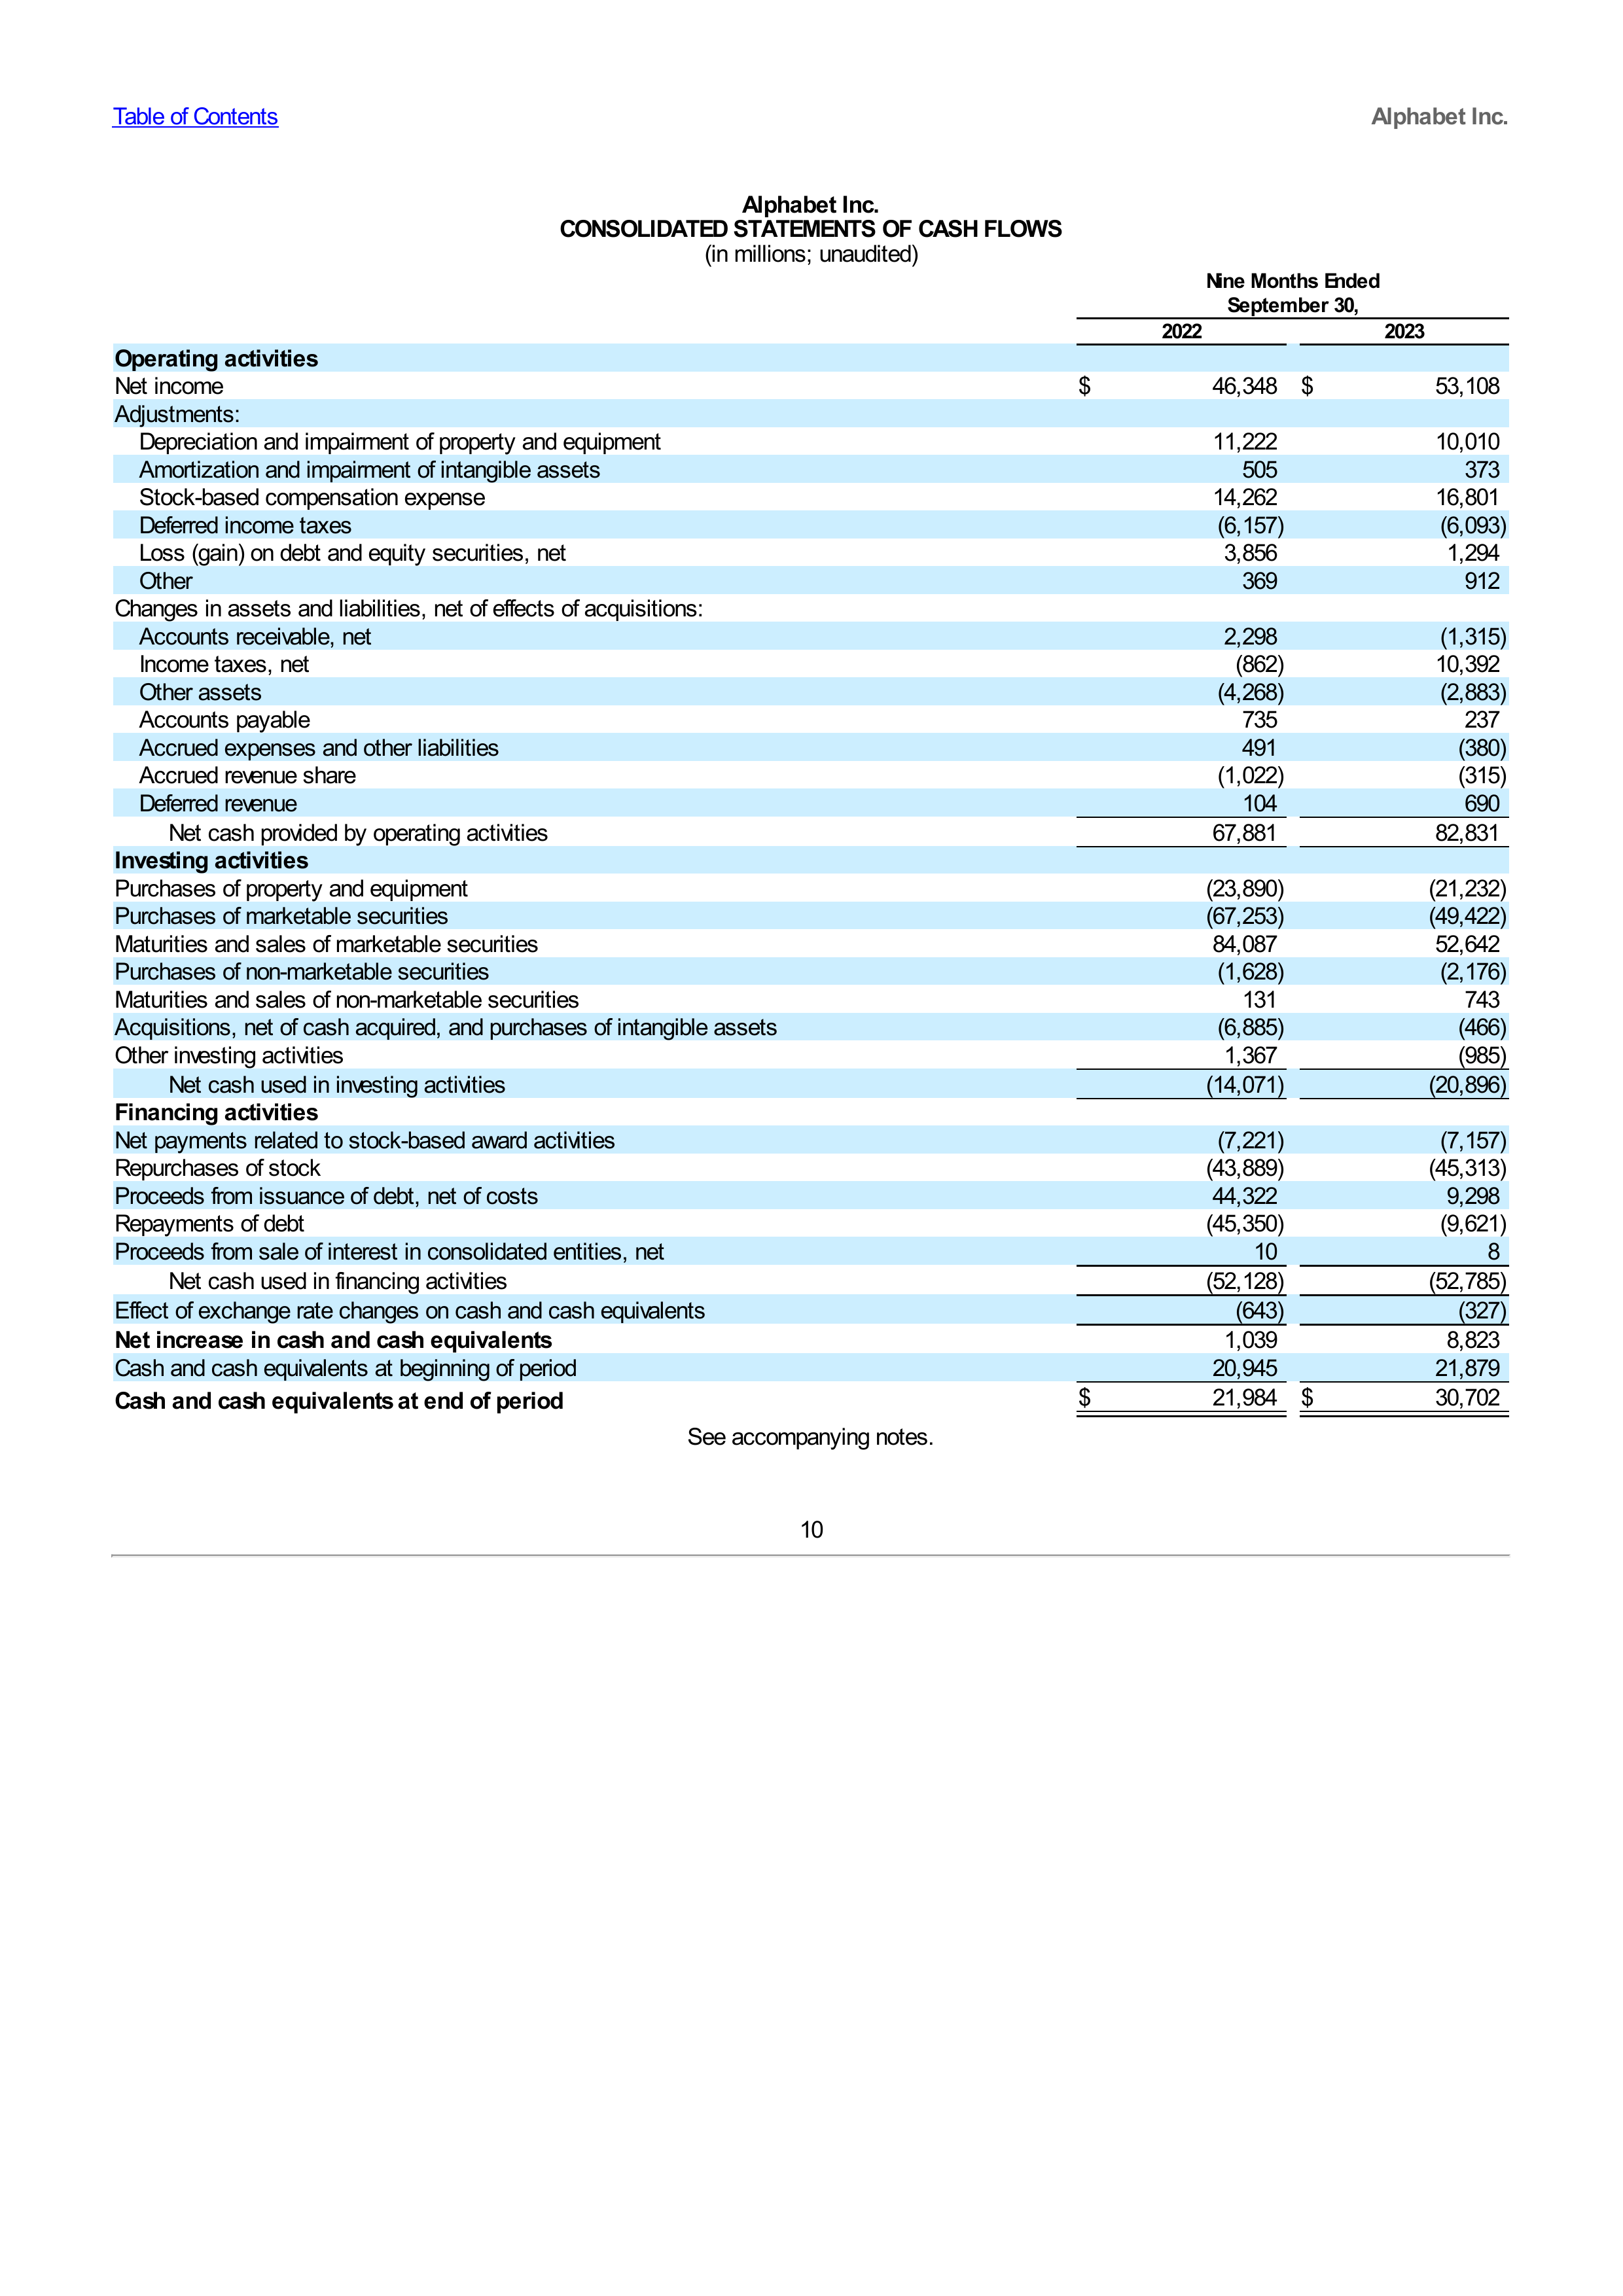 Table of Contents Alphabet Inc.
Alphabet Inc.
CONSOLIDATED STATEMENTS OF CASH FLOWS
(in millions; unaudited)
Nine Months Ended
September 30,
2022 2023
Operating activities
Net income $ 46,348 $ 53,108
Adjustments:
Depreciation and impairment of property and equipment 11,222 10,010
Amortization and impairment of intangible assets 505 373
Stock-based compensation expense 14,262 16,801
Deferred income taxes (6,157) (6,093)
Loss (gain) on debt and equity securities, net 3,856 1,294
Other 369 912
Changes in assets and liabilities, net of effects of acquisitions:
Accounts receivable, net 2,298 (1,315)
Income taxes, net (862) 10,392
Other assets (4,268) (2,883)
Accounts payable 735 237
Accrued expenses and other liabilities 491 (380)
Accrued revenue share (1,022) (315)
Deferred revenue 104 690
Net cash provided by operating activities 67,881 82,831
Investing activities
Purchases of property and equipment (23,890) (21,232)
Purchases of marketable securities (67,253) (49,422)
Maturities and sales of marketable securities 84,087 52,642
Purchases of non-marketable securities (1,628) (2,176)
Maturities and sales of non-marketable securities 131 743
Acquisitions, net of cash acquired, and purchases of intangible assets (6,885) (466)
Other investing activities 1,367 (985)
Net cash used in investing activities (14,071) (20,896)
Financing activities
Net payments related to stock-based award activities (7,221) (7,157)
Repurchases of stock (43,889) (45,313)
Proceeds from issuance of debt, net of costs 44,322 9,298
Repayments of debt (45,350) (9,621)
Proceeds from sale of interest in consolidated entities, net 10 8
Net cash used in financing activities (52,128) (52,785)
Effect of exchange rate changes on cash and cash equivalents (643) (327)
Net increase in cash and cash equivalents 1,039 8,823
Cash and cash equivalents at beginning of period 20,945 21,879
Cash and cash equivalents at end of period $ 21,984 $ 30,702
See accompanying notes.
10